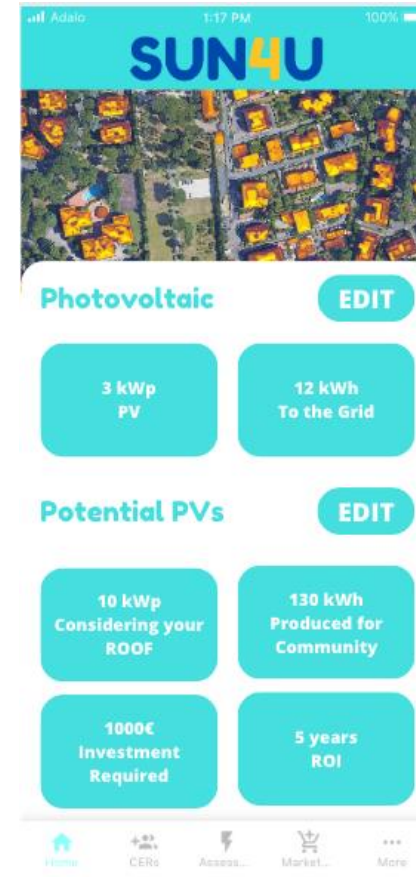 Adalo 1:17 PM 100%
SUN4U
Photovoltaic EDIT
3 kWp
PV
12 kWh
To the Grid
Potential PVs EDIT
10 kWp
Considering your
ROOF
130 kWh
Produced for
Community
1000€
Investment
Required
5 years
ROI
Home CERs Assess... Market... More